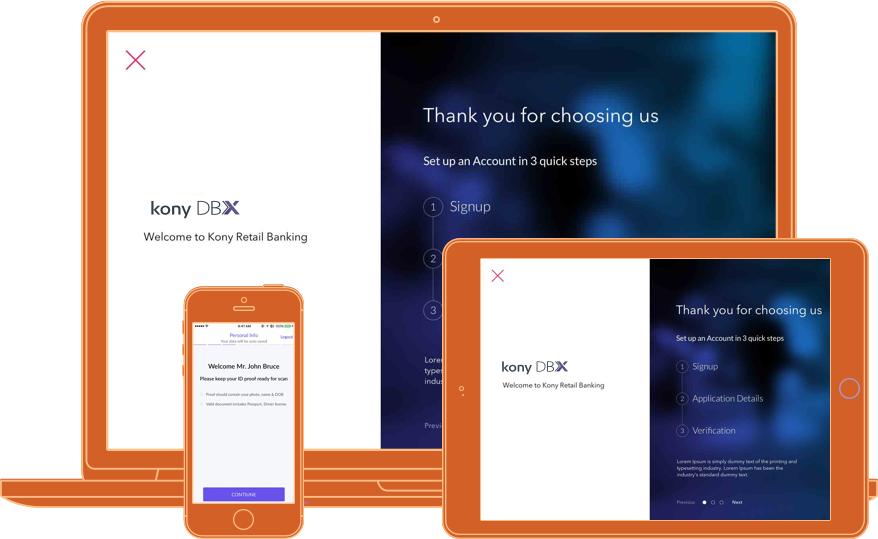 Thank you for choosing us
Set up an Account in 3 quick steps
kony DBX
Welcome to Kony Retail Banking
1 Signup
2
3
Lorem
types
indus
Previ
9:41 AM
100%
Personal Info
Your data will be auto saved
Logout
Welcome Mr. John Bruce
Please keep your ID proof ready for scan
Proof should contain your photo, name & DOB
Valid document includes Passport, Driver license
CONTINUE
Thank you for choosing us
Set up an Account in 3 quick steps
kony DBX
Welcome to Kony Retail Banking
1 Signup
2 Application Details
3 Verification
Lorem Ipsum is simply dummy text of the printing and
typesetting industry. Lorem Ipsum has been the
industry's standard dummy text.
Previous
Next